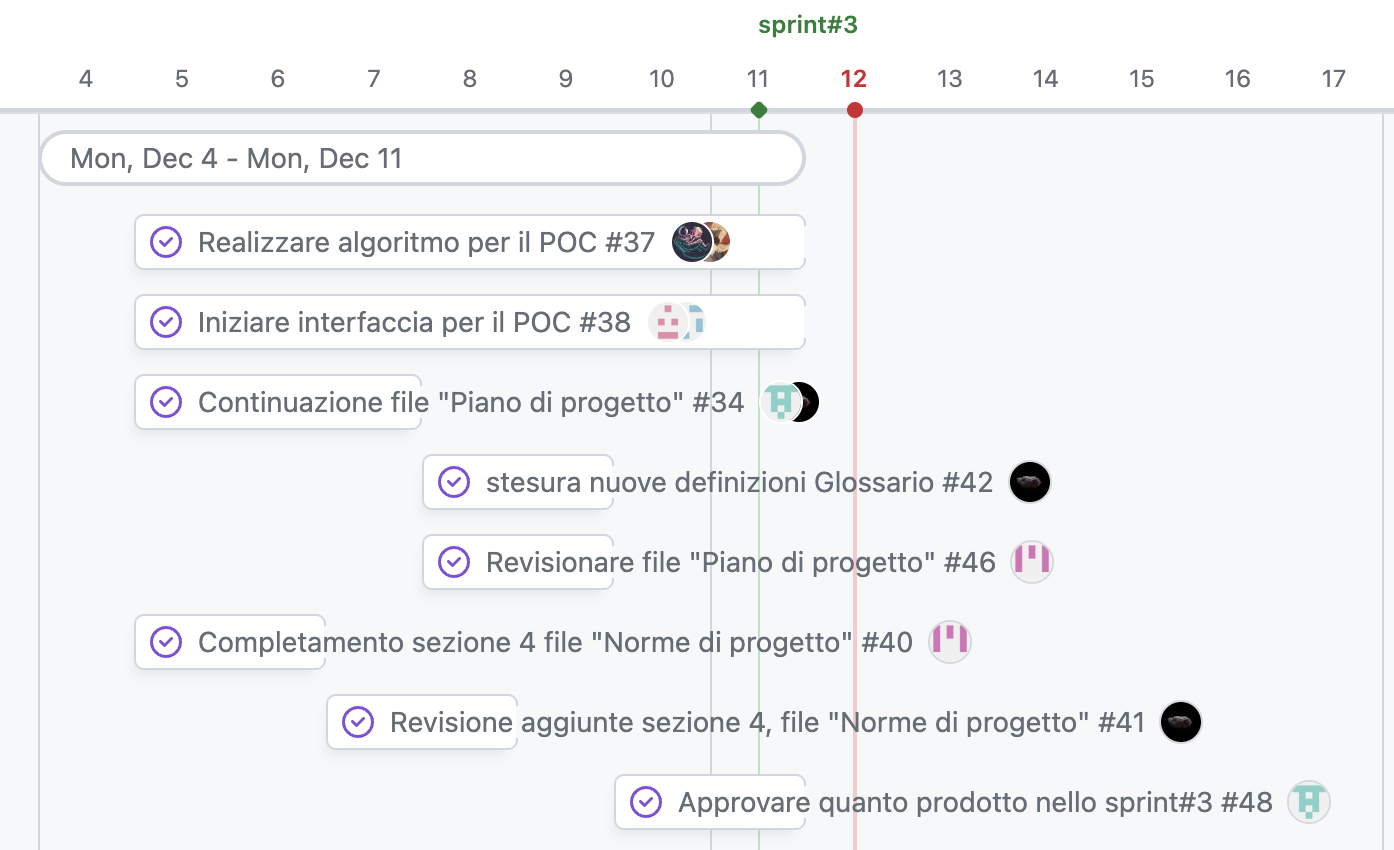 sprint#3
4 5 6 7 8 9 10 11 12 13 14 15 16 17
Mon, Dec 4 - Mon, Dec 11
Realizzare algoritmo per il POC #37
Iniziare interfaccia per il POC #38
Continuazione file "Piano di progetto" #34
stesura nuove definizioni Glossario #42
Revisionare file "Piano di progetto" #46
Completamento sezione 4 file "Norme di progetto" #40
Revisione aggiunte sezione 4, file "Norme di progetto" #41
Approvare quanto prodotto nello sprint#3 #48